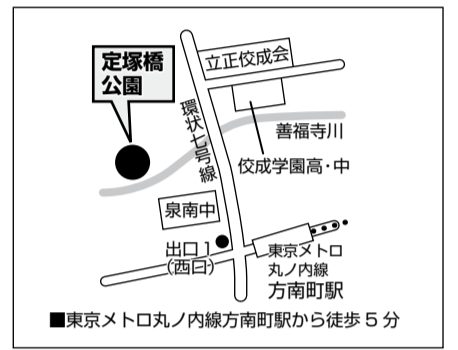 定塚橋
公園
立正佼成会
環状七号線
善福寺川
佼成学園高・中
泉南中
出口1
(西口)
東京メトロ
丸ノ内線
方南町駅
■東京メトロ丸ノ内線方南町駅から徒歩5分